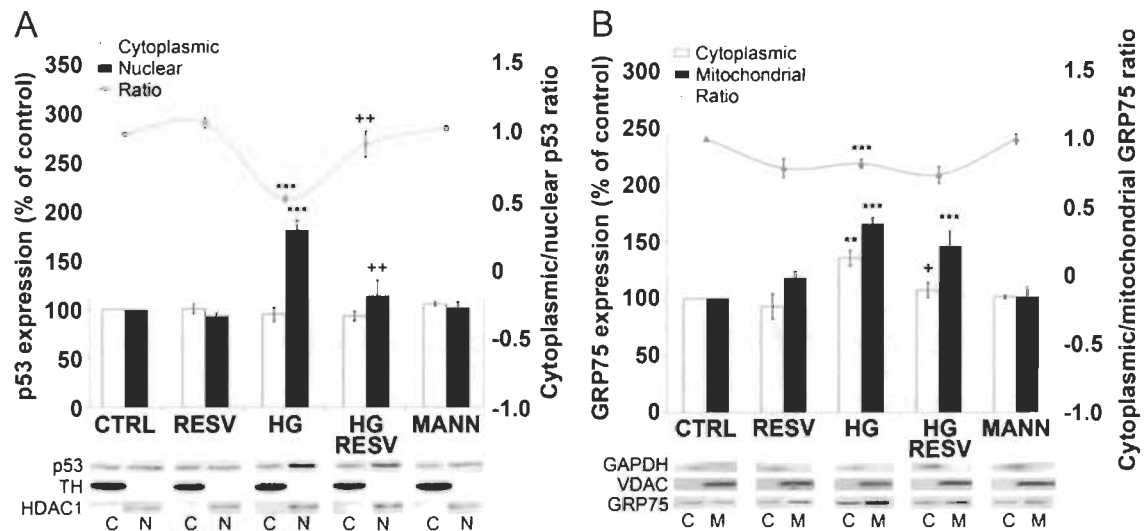 A
Cytoplasmic
Nuclear
Ratio
p53 expression (% of control)
350
300
250
200
150
100
50
0
1.5
1.0
0.5
0
-0.5
-1.0
Cytoplasmic/nuclear p53 ratio
***
***
++
++
CTRL RESV HG HG RESV MANN
p53
TH
HDAC1
C N C N C N C N C N
B
Cytoplasmic
Mitochondrial
Ratio
GRP75 expression (% of control)
300
250
200
150
100
50
0
1.5
1.0
0.5
0
-0.5
-1.0
Cytoplasmic/mitochondrial GRP75 ratio
***
**
***
+
***
CTRL RESV HG HG RESV MANN
GAPDH
VDAC
GRP75
C M C M C M C M C M